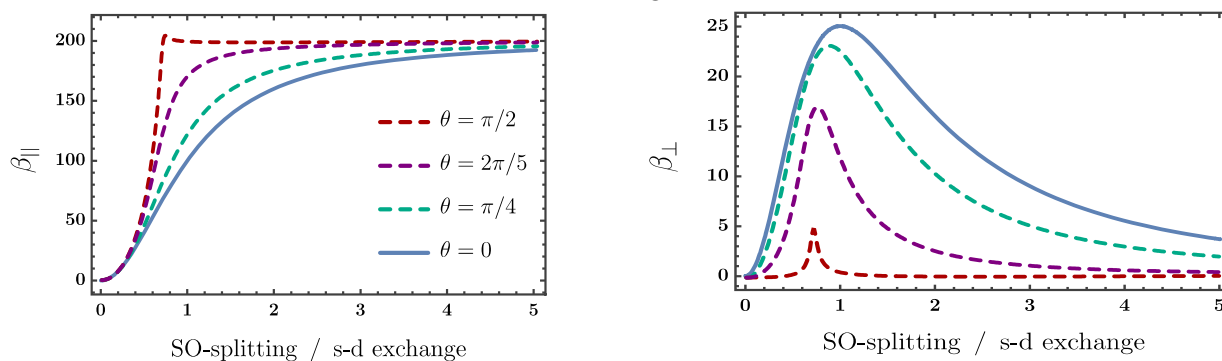 200
150
100
50
0
β||
θ = π/2
θ = 2π/5
θ = π/4
θ = 0
0 1 2 3 4 5
SO-splitting / s-d exchange
25
20
15
10
5
0
β⊥
0 1 2 3 4 5
SO-splitting / s-d exchange